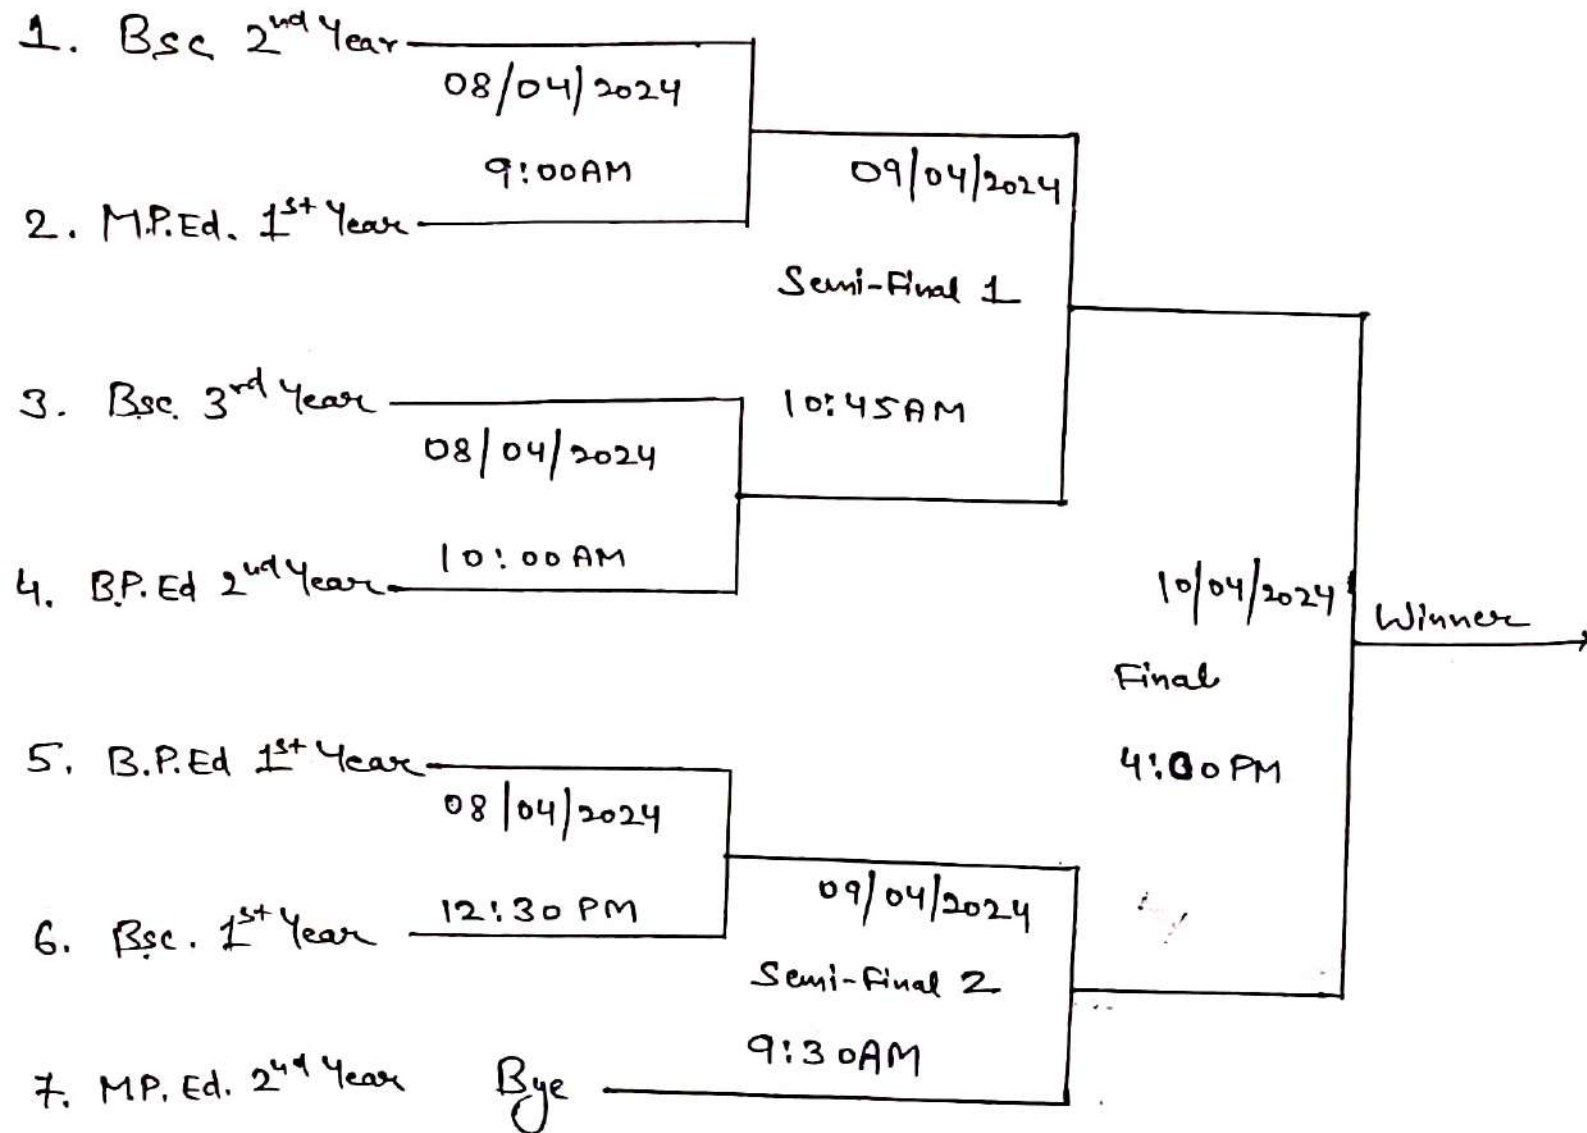 1. Bsc 2nd Year
08/04/2024
9:00AM
2. M.P.Ed. 1st Year
09/04/2024
Semi-Final 1
10:45AM
3. Bsc. 3rd Year
08/04/2024
10:00AM
4. B.P.Ed 2nd Year
10/04/2024
Winner
Final
4:00PM
5. B.P.Ed 1st Year
08/04/2024
12:30 PM
6. Bsc. 1st Year
09/04/2024
Semi-Final 2
9:30AM
7. M.P.Ed. 2nd Year Bye